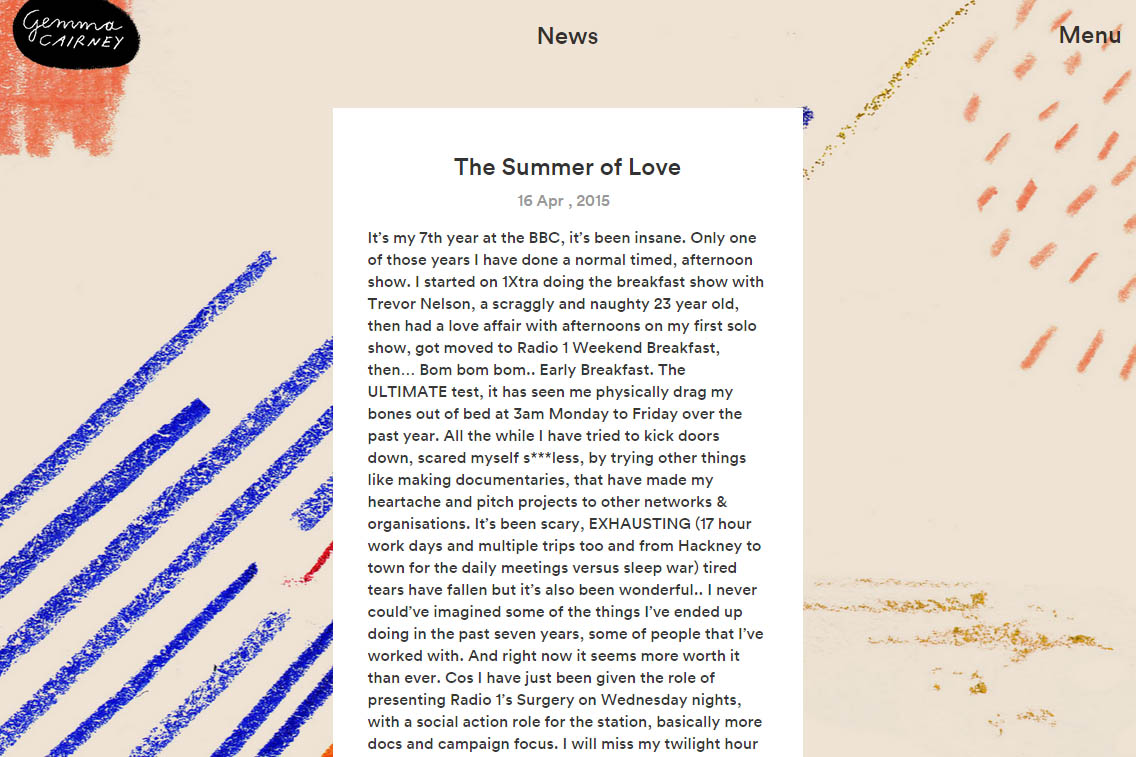 Gemma
CAIRNEY
News
Menu
The Summer of Love
16 Apr , 2015
It's my 7th year at the BBC, it's been insane. Only one
of those years I have done a normal timed, afternoon
show. I started on 1Xtra doing the breakfast show with
Trevor Nelson, a scraggly and naughty 23 year old,
then had a love affair with afternoons on my first solo
show, got moved to Radio 1 Weekend Breakfast,
then… Bom bom bom.. Early Breakfast. The
ULTIMATE test, it has seen me physically drag my
bones out of bed at 3am Monday to Friday over the
past year. All the while I have tried to kick doors
down, scared myself s***less, by trying other things
like making documentaries, that have made my
heartache and pitch projects to other networks &
organisations. It's been scary, EXHAUSTING (17 hour
work days and multiple trips too and from Hackney to
town for the daily meetings versus sleep war) tired
tears have fallen but it's also been wonderful.. I never
could've imagined some of the things I've ended up
doing in the past seven years, some of people that I've
worked with. And right now it seems more worth it
than ever. Cos I have just been given the role of
presenting Radio 1's Surgery on Wednesday nights,
with a social action role for the station, basically more
docs and campaign focus. I will miss my twilight hour